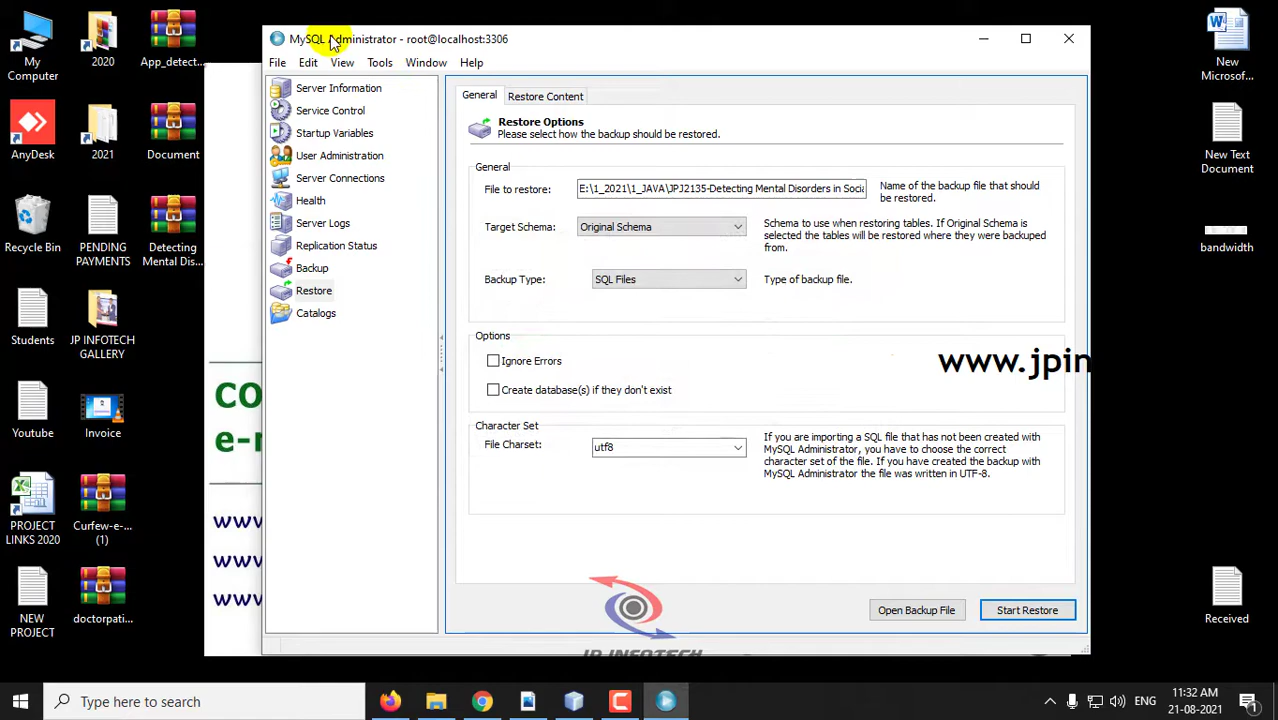 My
Computer
2020
App_detect...
AnyDesk
2021
Document
Recycle Bin
PENDING
PAYMENTS
Detecting
Mental Dis...
Students
JP INFOTECH
GALLERY
Youtube
Invoice
PROJECT
LINKS 2020
Curfew-e-...
(1)
NEW
PROJECT
doctorpati...
CO
e-
www
www
www
MySQL Administrator - root@localhost:3306
File Edit View Tools Window Help
Server Information
Service Control
Startup Variables
User Administration
Server Connections
Health
Server Logs
Replication Status
Backup
Restore
Catalogs
General Restore Content
Restore Options
Please select how the backup should be restored.
General
File to restore: E:\1_2021\1_JAVA\JPJ2135-Detecting Mental Disorders in Socia
Name of the backup file that should
be restored.
Target Schema: Original Schema
Schema to use when restoring tables. If Original Schema is
selected the tables will be restored where they were backuped
from.
Backup Type: SQL Files Type of backup file.
Options
Ignore Errors
www.jpin
Create database(s) if they don't exist
Character Set
File Charset: utf8
If you are importing a SQL file that has not been created with
MySQL Administrator, you have to choose the correct
character set of the file. If you have created the backup with
MySQL Administrator the file was written in UTF-8.
Open Backup File Start Restore
JP INFOTECH
New
Microsof...
New Text
Document
bandwidth
Received
Type here to search
ENG
11:32 AM
21-08-2021
1